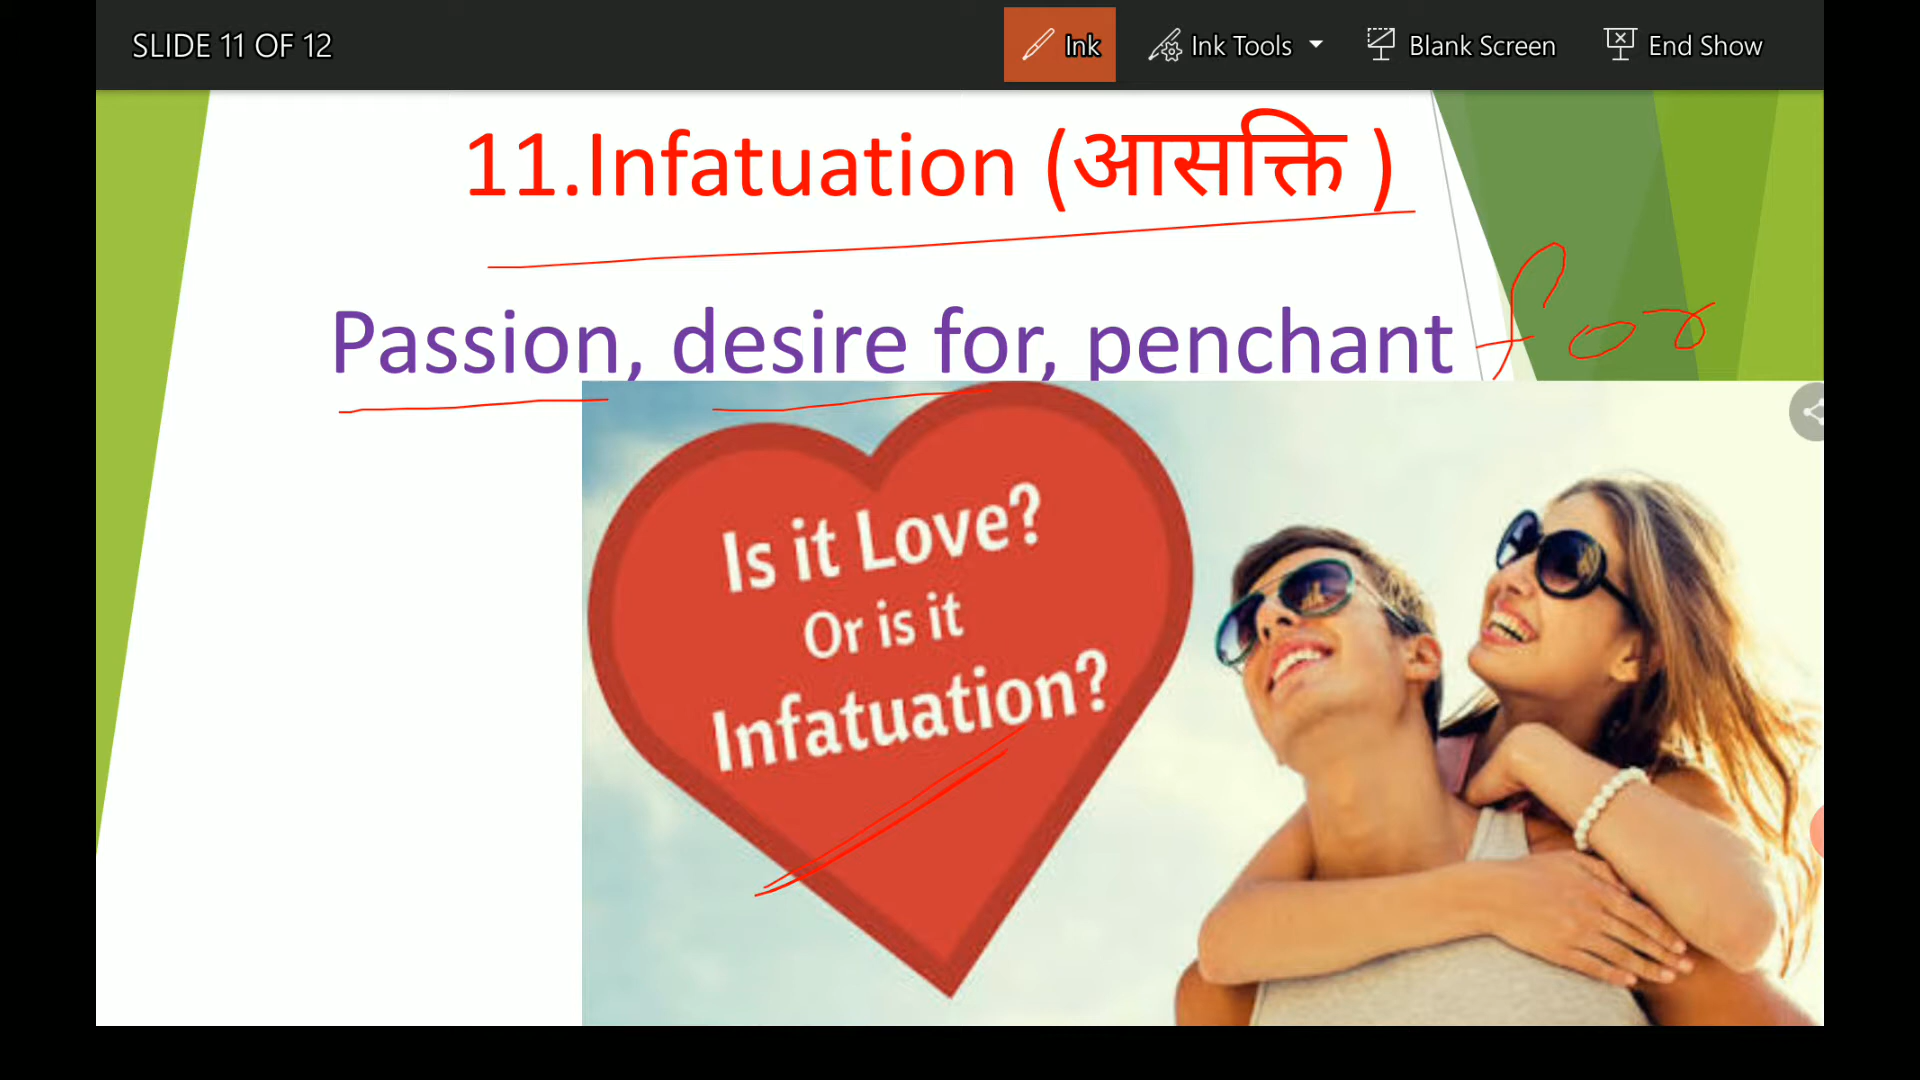 SLIDE 11 OF 12 Ink Ink Tools Blank Screen End Show
11.Infatuation (आसक्ति )
Passion, desire for, penchant for
Is it Love?
Or is it
Infatuation?